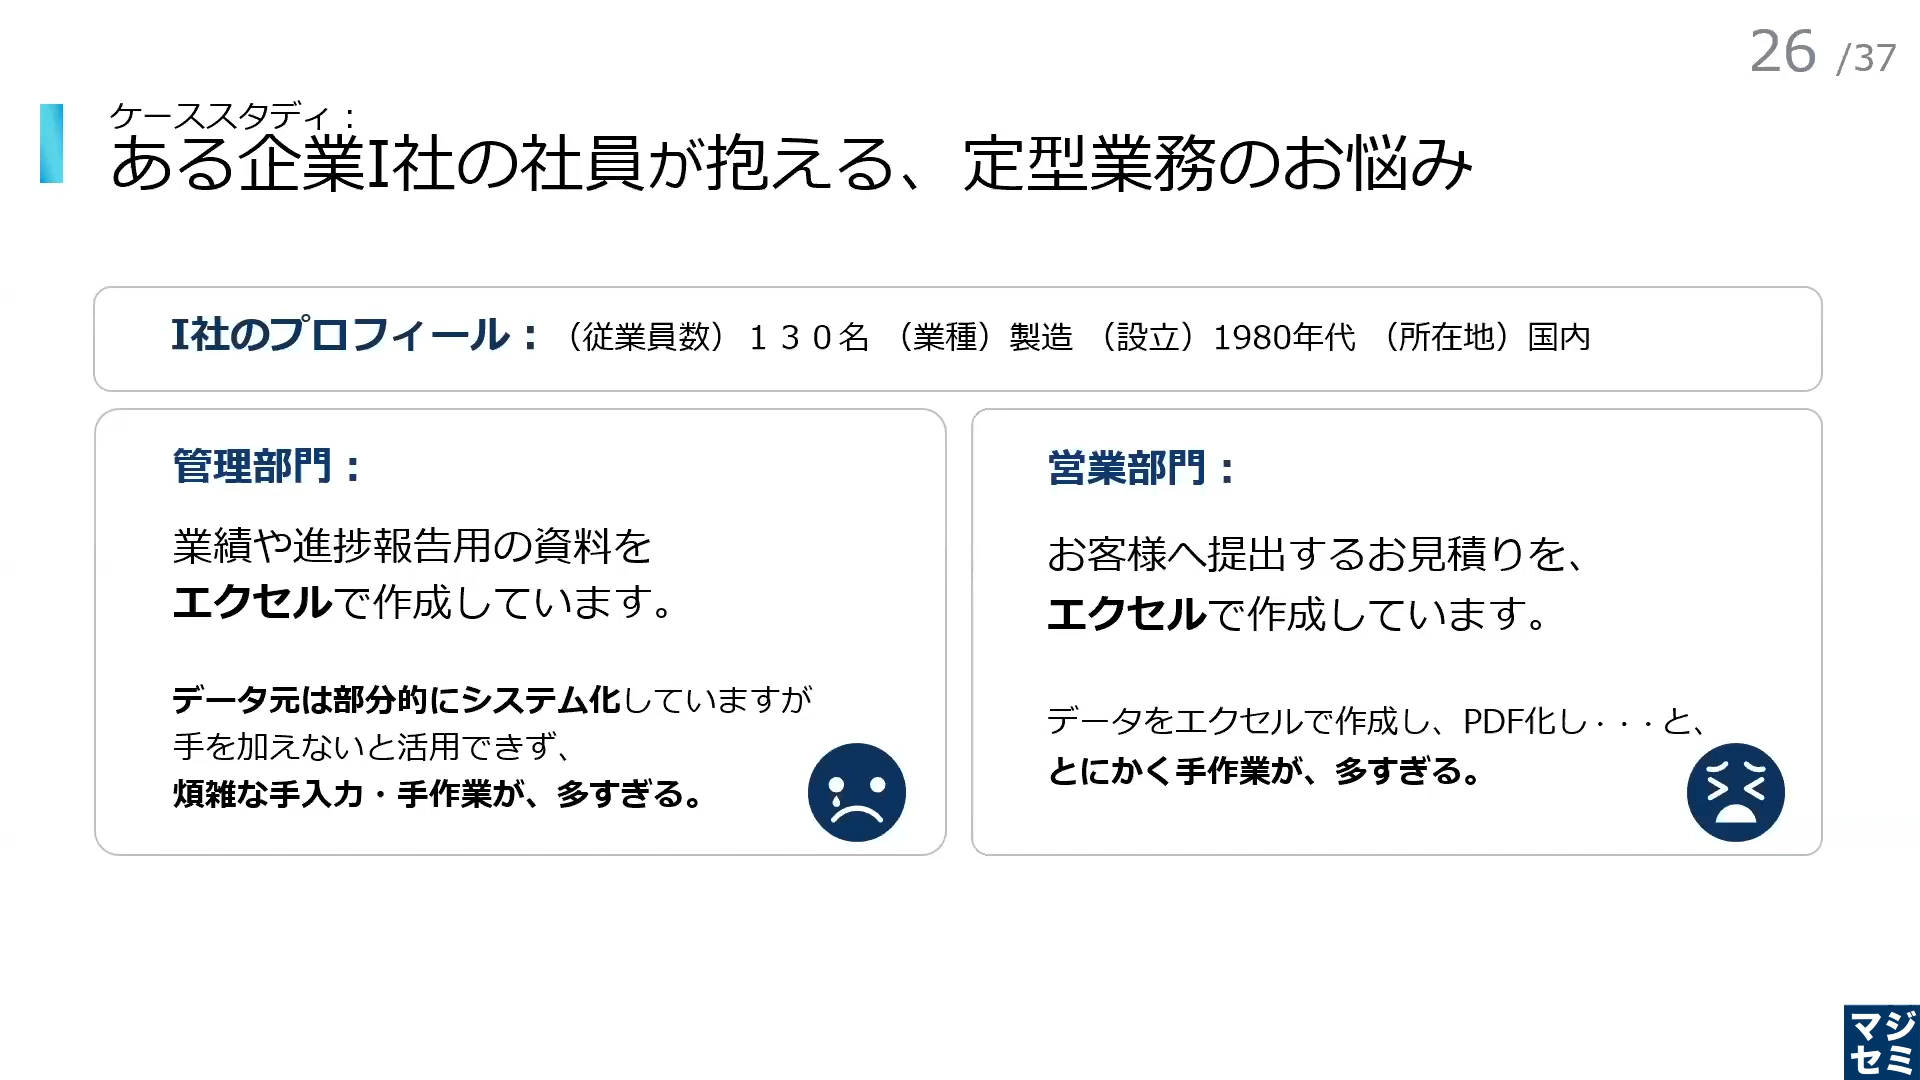 26 /37
ケーススタディ：
ある企業I社の社員が抱える、定型業務のお悩み
I社のプロフィール：（従業員数）１３０名 （業種）製造 （設立）1980年代 （所在地）国内
管理部門：
業績や進捗報告用の資料を
エクセルで作成しています。
データ元は部分的にシステム化していますが
手を加えないと活用できず、
煩雑な手入力・手作業が、多すぎる。
営業部門：
お客様へ提出するお見積りを、
エクセルで作成しています。
データをエクセルで作成し、PDF化し・・・と、
とにかく手作業が、多すぎる。
マジ
セミ